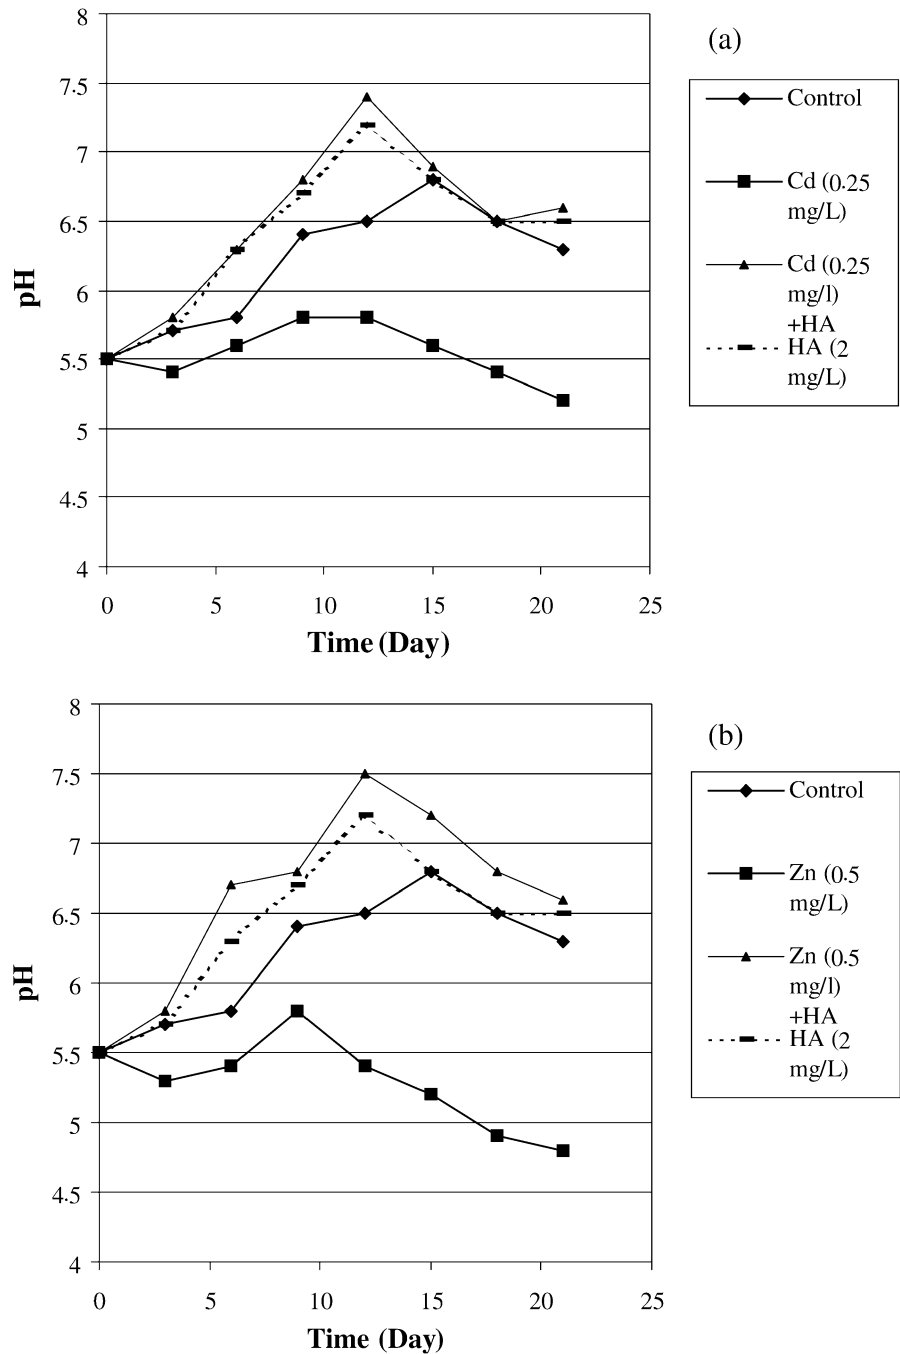 (a)
8
7.5
7
6.5
6
5.5
5
4.5
4
pH
0 5 10 15 20 25
Time (Day)
Control
Cd (0.25
mg/L)
Cd (0.25
mg/l)
+HA
HA (2
mg/L)
(b)
8
7.5
7
6.5
6
5.5
5
4.5
4
pH
0 5 10 15 20 25
Time (Day)
Control
Zn (0.5
mg/L)
Zn (0.5
mg/l)
+HA
HA (2
mg/L)